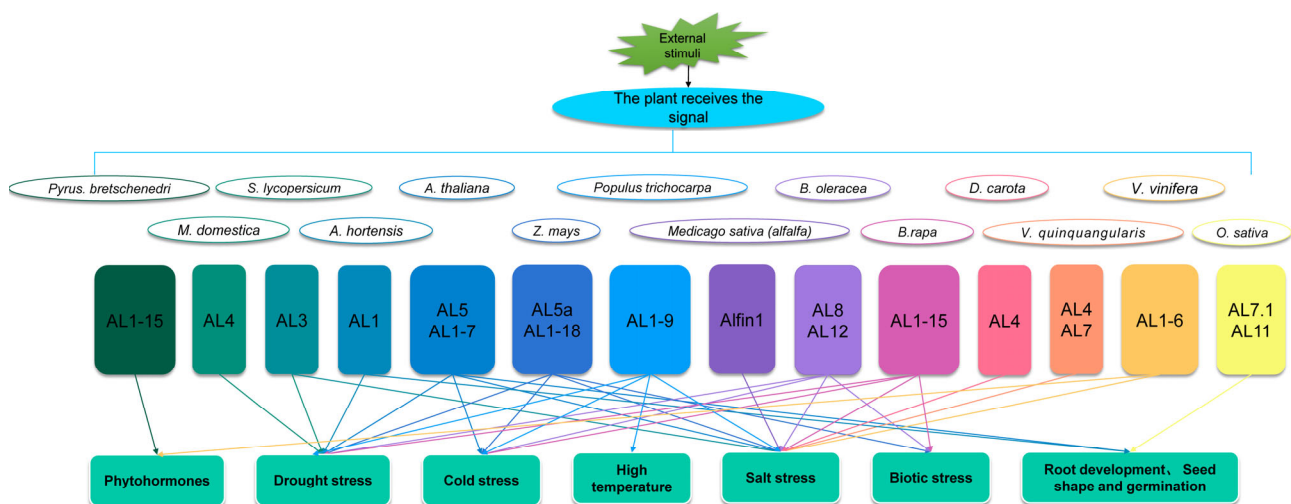 External
stimuli
The plant receives the
signal
Pyrus. bretschenedri
S. lycopersicum
A. thaliana
Populus trichocarpa
B. oleracea
D. carota
V. vinifera
M. domestica
A. hortensis
Z. mays
Medicago sativa (alfalfa)
B.rapa
V. quinquangularis
O. sativa
AL1-15
AL4
AL3
AL1
AL5
AL1-7
AL5a
AL1-18
AL1-9
Alfin1
AL8
AL12
AL1-15
AL4
AL4
AL7
AL1-6
AL7.1
AL11
Phytohormones
Drought stress
Cold stress
High
temperature
Salt stress
Biotic stress
Root development、Seed
shape and germination